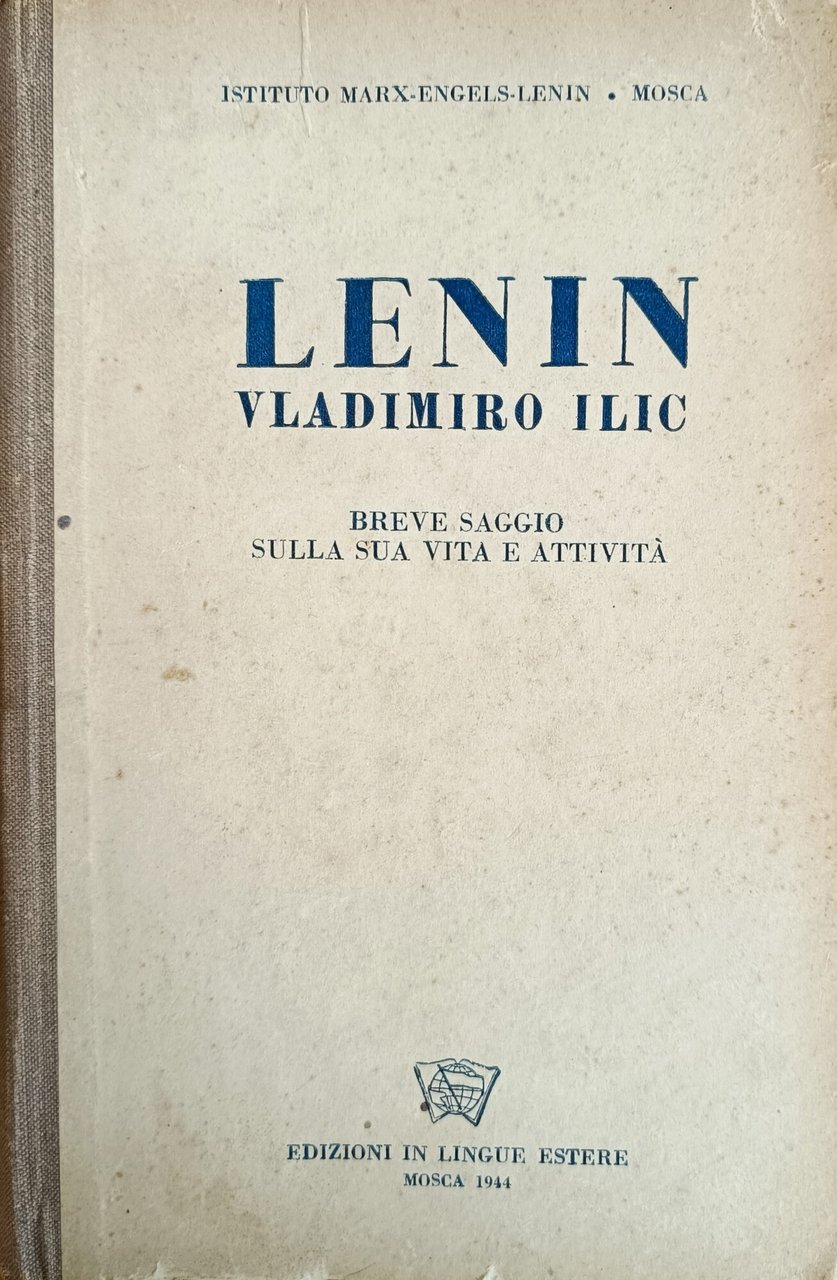 ISTITUTO MARX-ENGELS-LENIN • MOSCA
LENIN
VLADIMIRO ILIC
BREVE SAGGIO
SULLA SUA VITA E ATTIVITÀ
EDIZIONI IN LINGUE ESTERE
MOSCA 1944